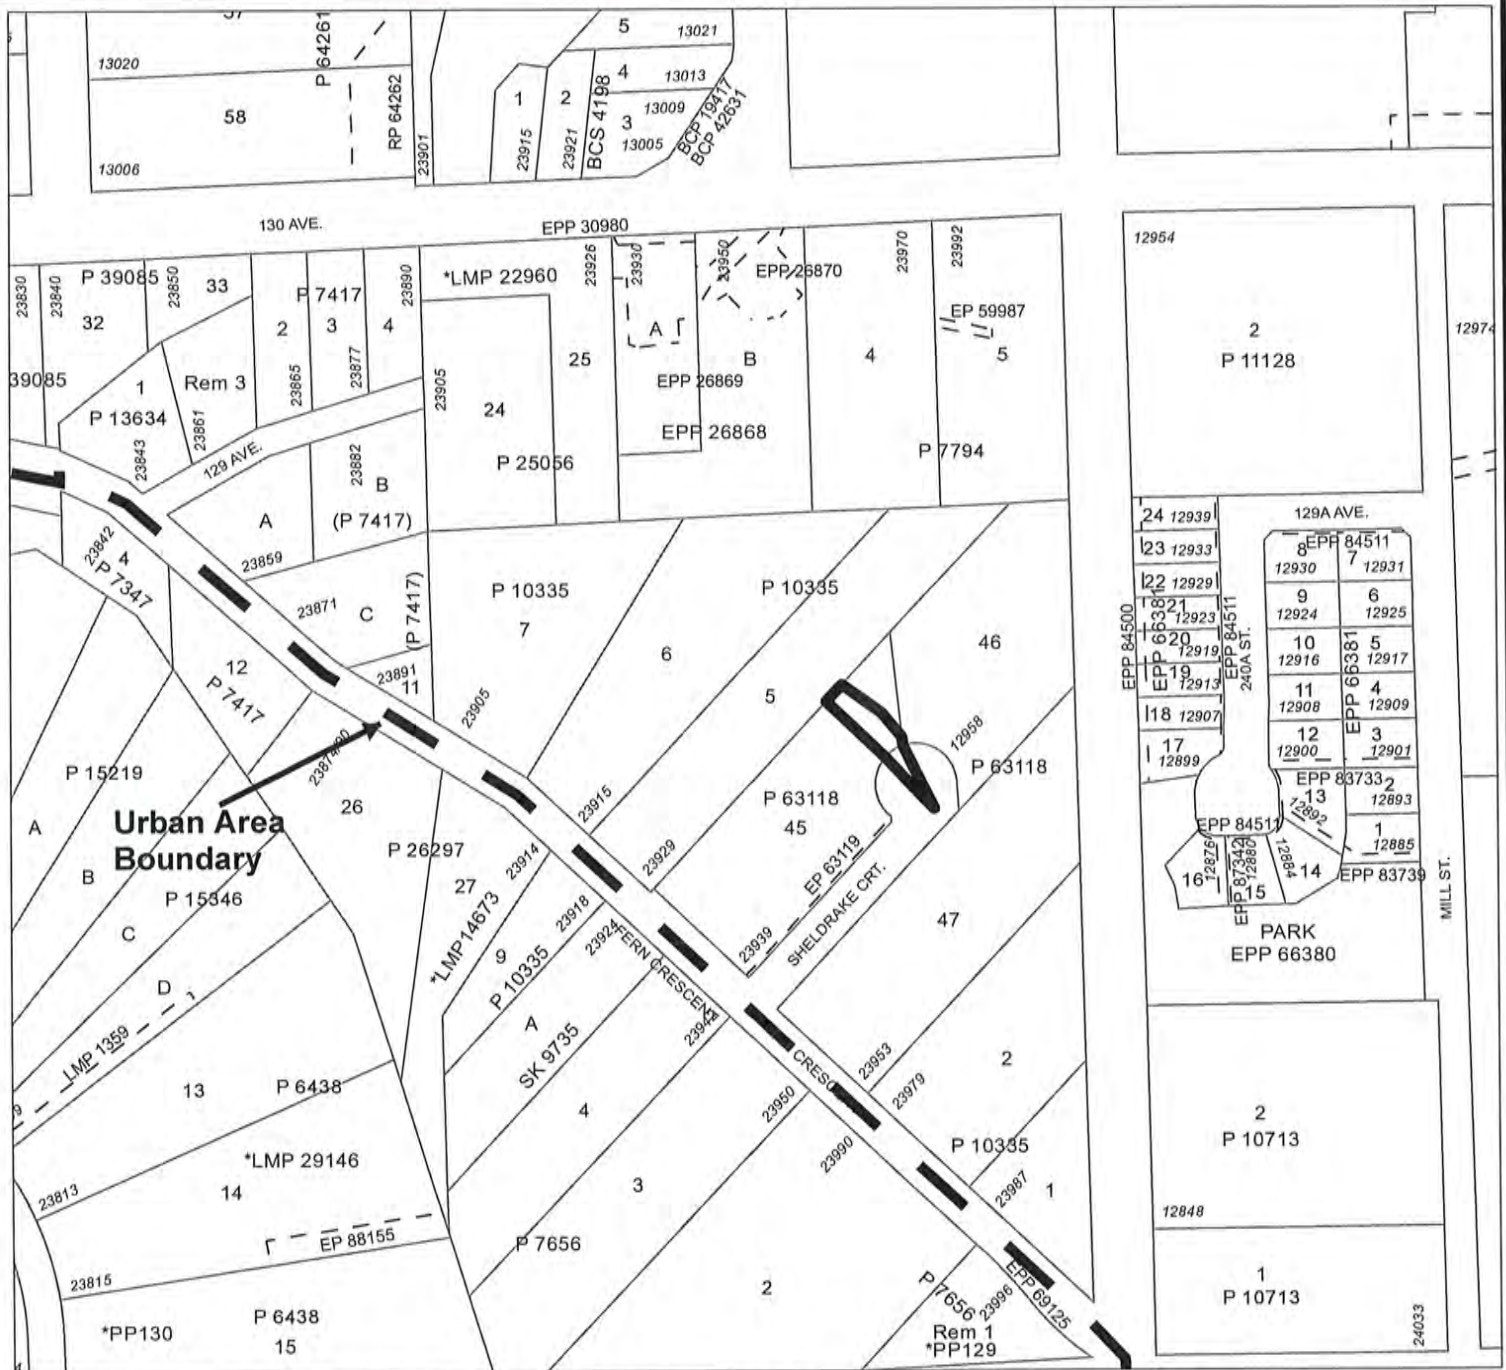 13020
58
13006
P 64261
RP 64262
23901
5
13021
4
13013
3
13009
13005
1
23915
2
23921
BCS 4198
BCP 19417
BCP 42631
130 AVE.
EPP 30980
23830
23840
P 39085
32
39085
23850
33
P 7417
2
3
4
23865
23877
23890
1
P 13634
23843
Rem 3
23861
129 AVE.
*LMP 22960
23905
24
P 25056
25
23926
23930
A
EPP 26869
EPP 26868
23950
EPP 26870
B
4
23970
23992
EP 59987
5
P 7794
12954
2
P 11128
12974
23882
B
(P 7417)
A
23859
23842
4
P 7347
23871
C
(P 7417)
23891
11
12
P 7417
P 10335
7
23905
6
P 10335
5
46
12958
P 63118
P 63118
45
EP 63119
SHELDRAKE CRT.
47
23915
23929
23939
FERN CRESCENT
CRESC
Urban Area
Boundary
23874/90
26
P 26297
27
23914
*LMP14673
9
P 10335
23918
23924
A
SK 9735
4
3
P 7656
23950
23990
2
23953
23979
2
P 10335
23987
1
EPP 69125
P 7656
23996
Rem 1
*PP129
P 15219
A
B
P 15346
C
D
LMP 1359
13
P 6438
*LMP 29146
14
23813
EP 88155
23815
P 6438
*PP130
15
EPP 84500
24 12939
23 12933
22 12929
21
12923
20
12919
19
12913
18 12907
17
12899
EPP 66381
EPP 84511
240A ST.
129A AVE.
EPP 84511
8
12930
7
12931
9
12924
6
12925
10
12916
5
12917
11
12908
4
12909
12
12900
3
12901
EPP 66381
EPP 83733
13
12892
2
12893
1
12885
EPP 84511
16
12876
EPP 87342
12880
15
12884
14
EPP 83739
PARK
EPP 66380
MILL ST.
2
P 10713
12848
1
P 10713
24033